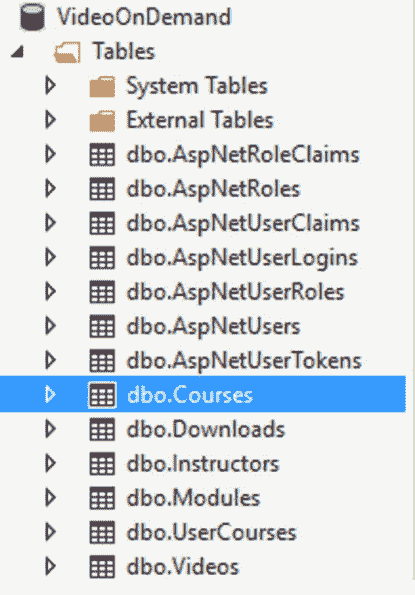 VideoOnDemand
Tables
System Tables
External Tables
dbo.AspNetRoleClaims
dbo.AspNetRoles
dbo.AspNetUserClaims
dbo.AspNetUserLogins
dbo.AspNetUserRoles
dbo.AspNetUsers
dbo.AspNetUserTokens
dbo.Courses
dbo.Downloads
dbo.Instructors
dbo.Modules
dbo.UserCourses
dbo.Videos